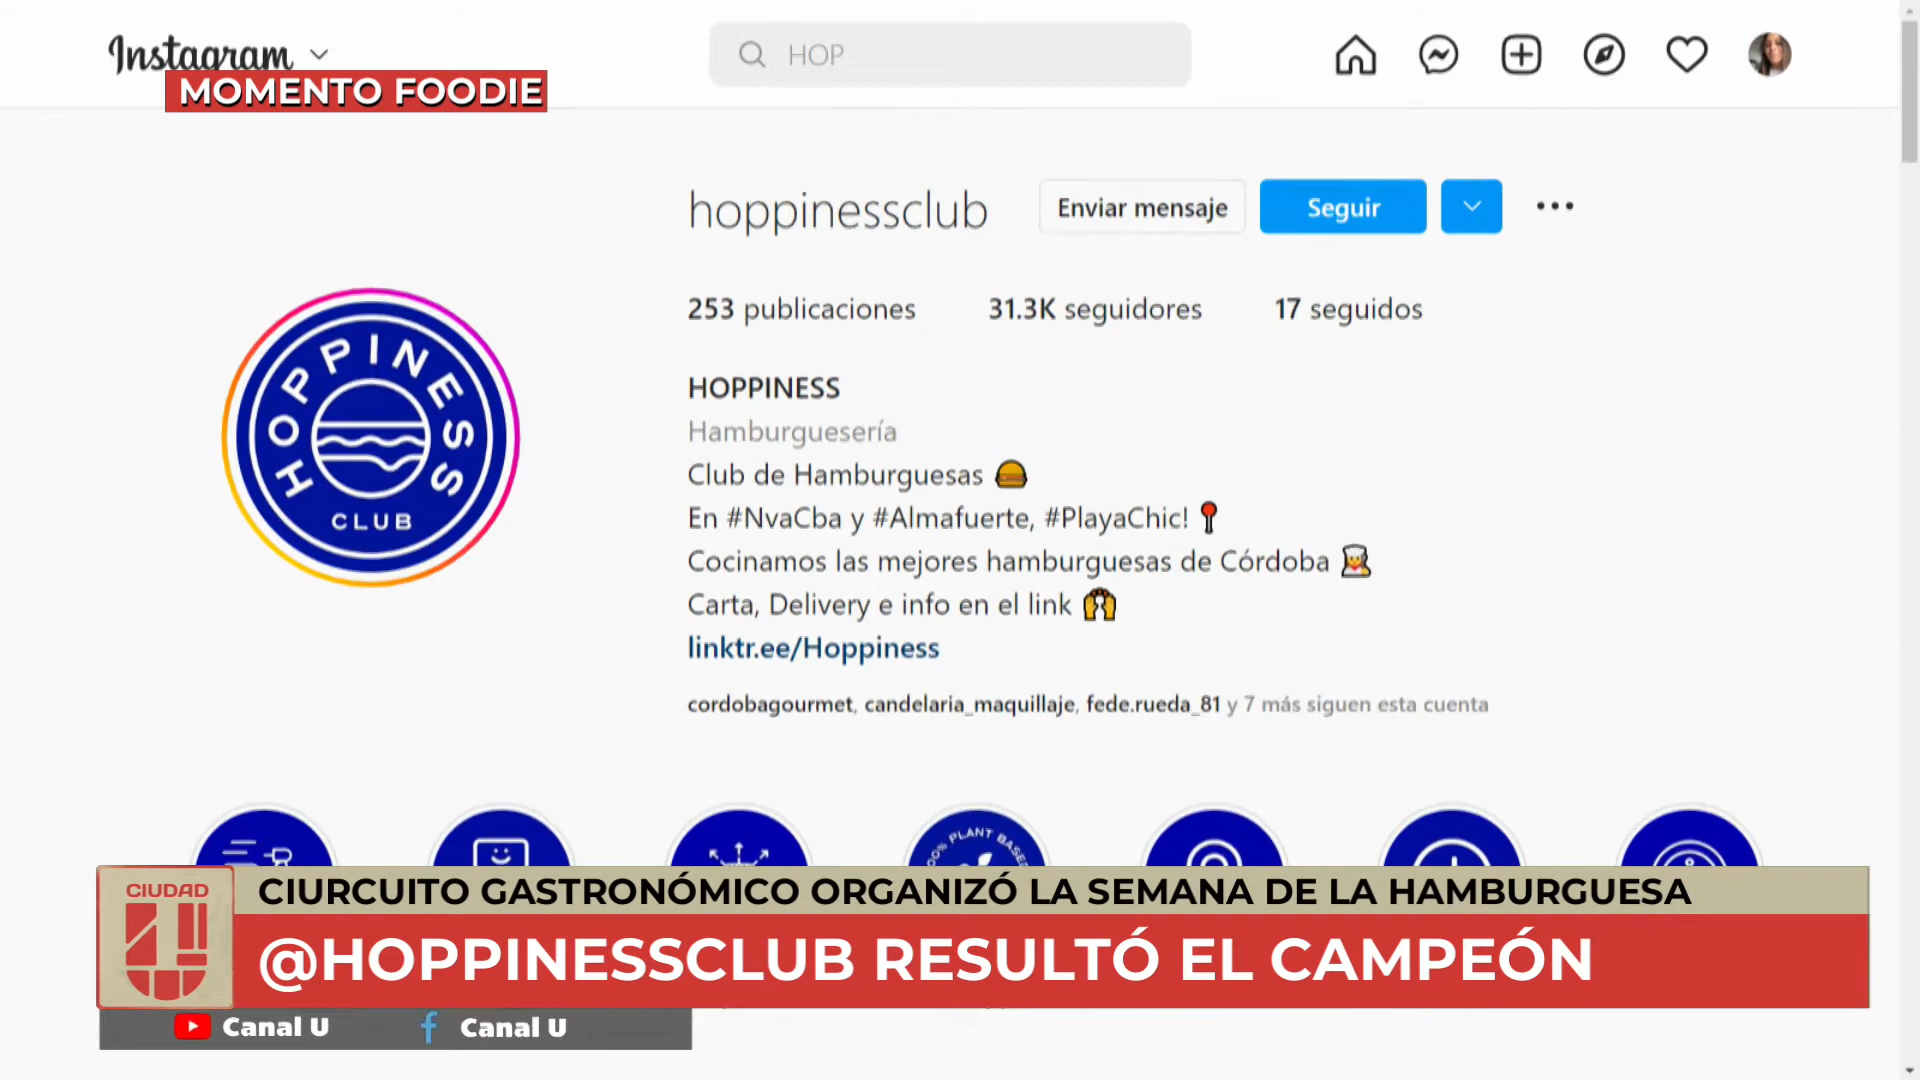 Instagram
HOP
MOMENTO FOODIE
hoppinessclub
Enviar mensaje
Seguir
253 publicaciones
31.3K seguidores
17 seguidos
HOPPINESS
CLUB
HOPPINESS
Hamburguesería
Club de Hamburguesas
En #NvaCba y #Almafuerte, #PlayaChic!
Cocinamos las mejores hamburguesas de Córdoba
Carta, Delivery e info en el link
linktr.ee/Hoppiness
cordobagourmet, candelaria_maquillaje, fede.rueda_81 y 7 más siguen esta cuenta
100% PLANT BASED
CIUDAD
U
CIURCUITO GASTRONÓMICO ORGANIZÓ LA SEMANA DE LA HAMBURGUESA
@HOPPINESSCLUB RESULTÓ EL CAMPEÓN
Canal U
Canal U